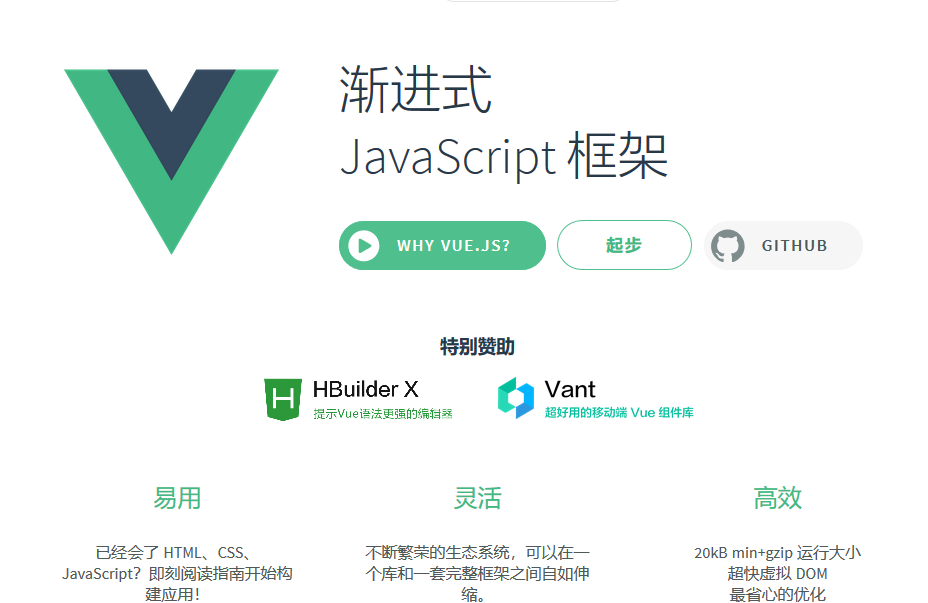 渐进式
JavaScript 框架
WHY VUE.JS?
起步
GITHUB
特别赞助
HBuilder X
提示Vue语法更强的编辑器
Vant
超好用的移动端 Vue 组件库
易用
已经会了 HTML、CSS、
JavaScript？即刻阅读指南开始构
建应用！
灵活
不断繁荣的生态系统，可以在一
个库和一套完整框架之间自如伸
缩。
高效
20kB min+gzip 运行大小
超快虚拟 DOM
最省心的优化